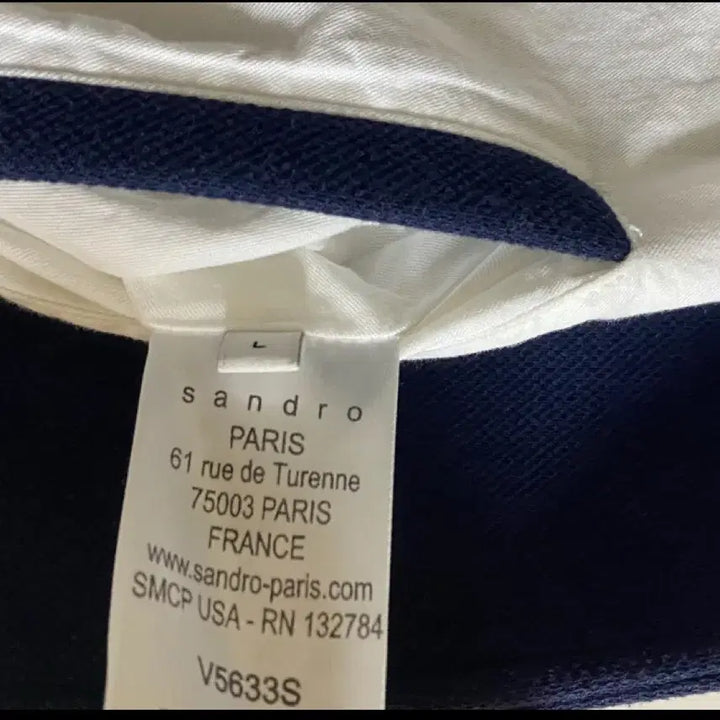 L
sandro
PARIS
61 rue de Turenne
75003 PARIS
FRANCE
www.sandro-paris.com
SMCP USA - RN 132784
V5633S